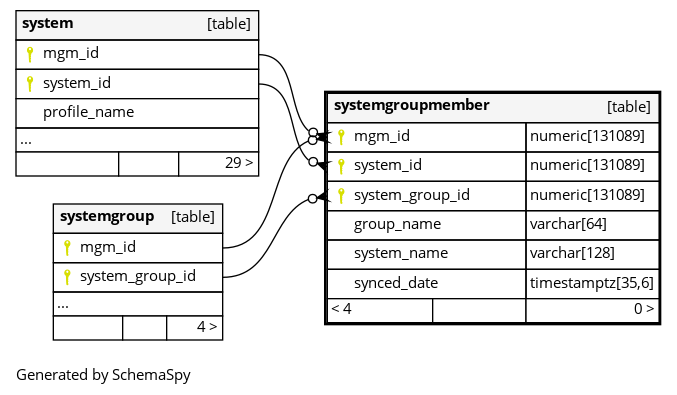 system [table]
mgm_id
system_id
profile_name
...
29 >
systemgroup [table]
mgm_id
system_group_id
...
4 >
systemgroupmember [table]
mgm_id numeric[131089]
system_id numeric[131089]
system_group_id numeric[131089]
group_name varchar[64]
system_name varchar[128]
synced_date timestamptz[35,6]
< 4 0 >
Generated by SchemaSpy